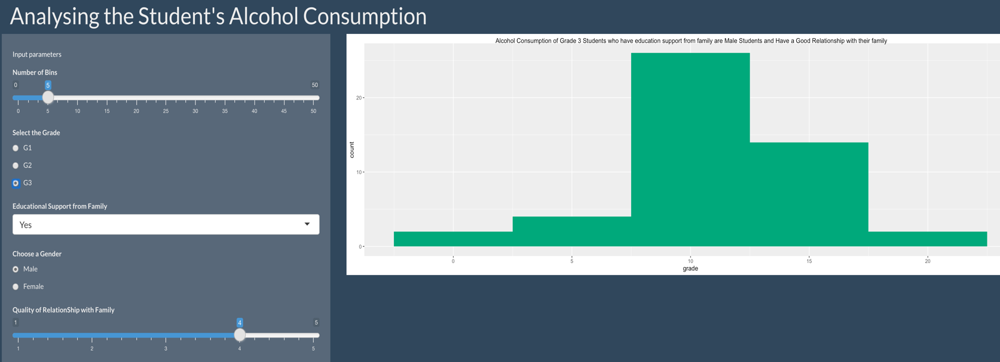 Analysing the Student's Alcohol Consumption
Input parameters
Number of Bins
0 5 50
0 5 10 15 20 25 30 35 40 45 50
Select the Grade
G1
G2
G3
Educational Support from Family
Yes
Choose a Gender
Male
Female
Quality of RelationShip with Family
1 4 5
1 2 3 4 5
Alcohol Consumption of Grade 3 Students who have education support from family are Male Students and Have a Good Relationship with their family
count
20
10
0
0 5 10 15 20
grade